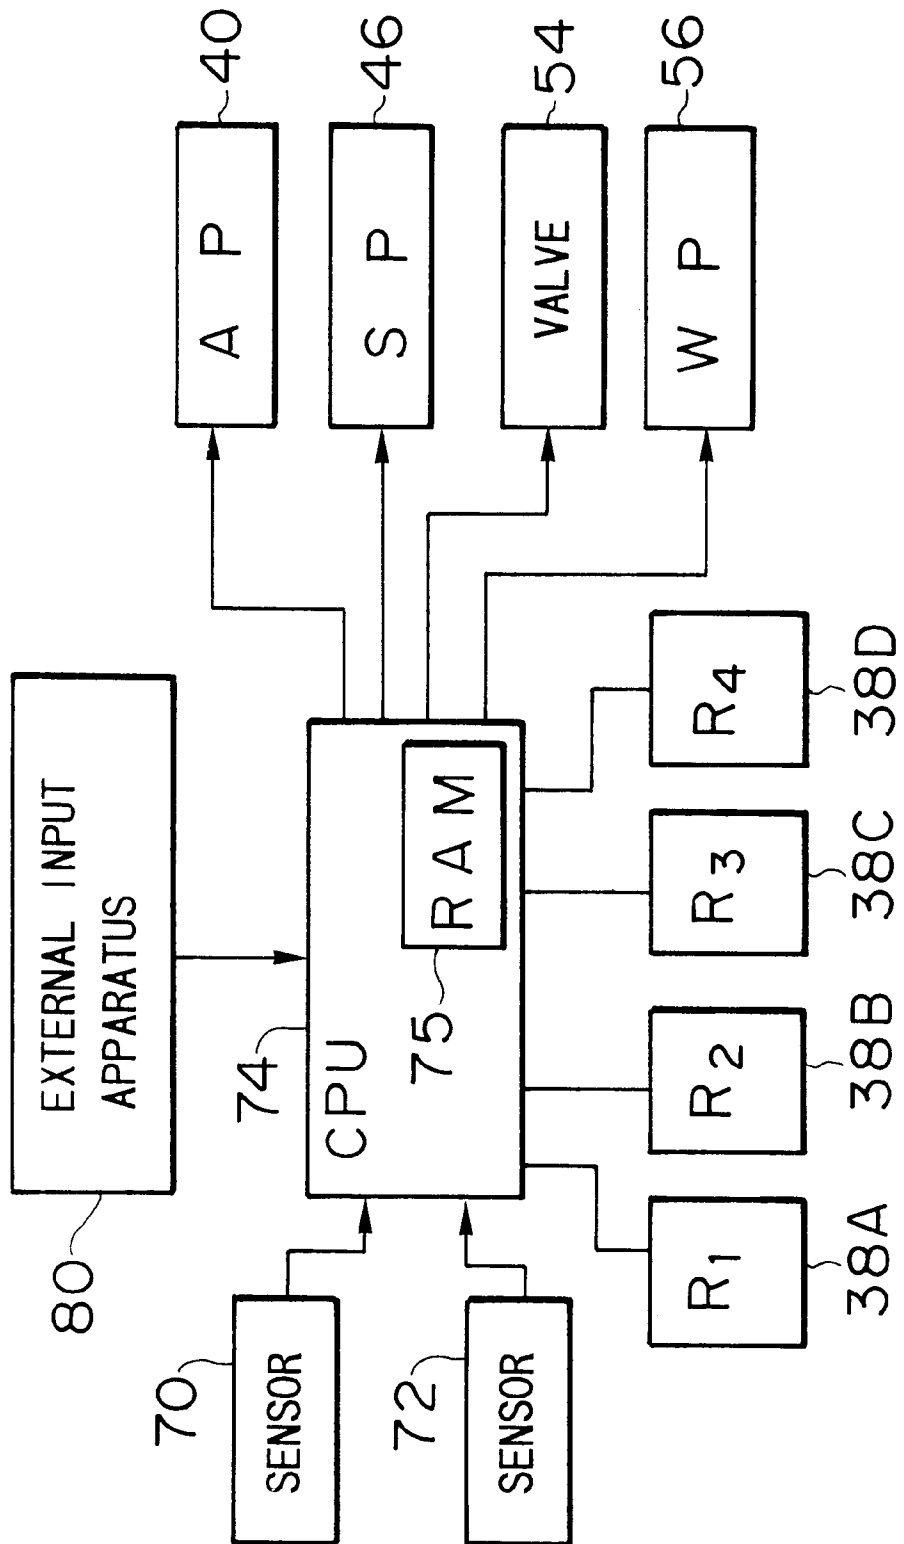 80
EXTERNAL INPUT
APPARATUS
70
SENSOR
72
SENSOR
74
CPU
75
R A M
A P
40
S P
46
VALVE
54
W P
56
R1
38A
R2
38B
R3
38C
R4
38D